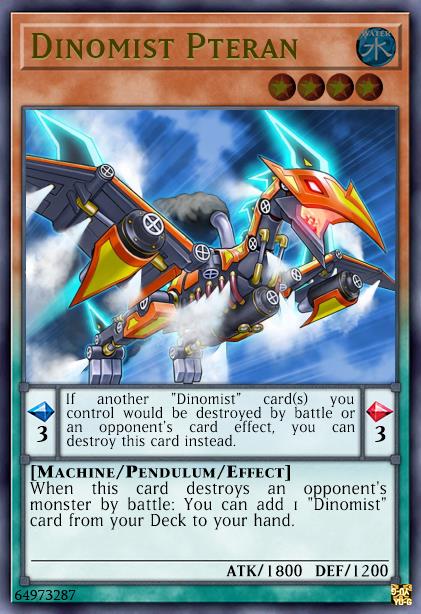 DINOMIST PTERAN
WATER
水
If another "Dinomist" card(s) you
control would be destroyed by battle or
an opponent's card effect, you can
destroy this card instead.
3
3
[MACHINE/PENDULUM/EFFECT]
When this card destroys an opponent's
monster by battle: You can add 1 "Dinomist"
card from your Deck to your hand.
ATK/1800 DEF/1200
64973287